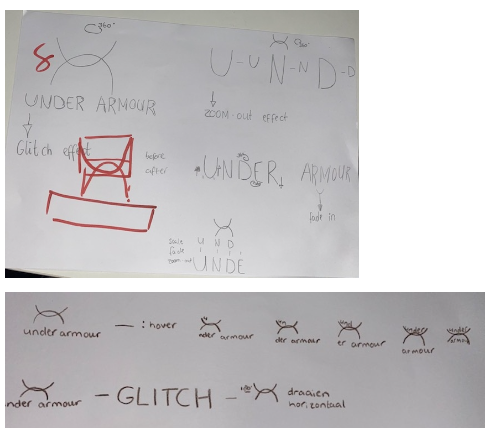 360°
8
U-U N-N D-D
UNDER ARMOUR
ZOOM-out effect
Glitch effect
before
after
UNDER ARMOUR
fade in
scale
fade
zoom-out
U N D
UNDE
under armour — :hover
nder armour
der armour
er armour
under
armour
under
armour
nder armour — GLITCH —
draaien
horizontaal